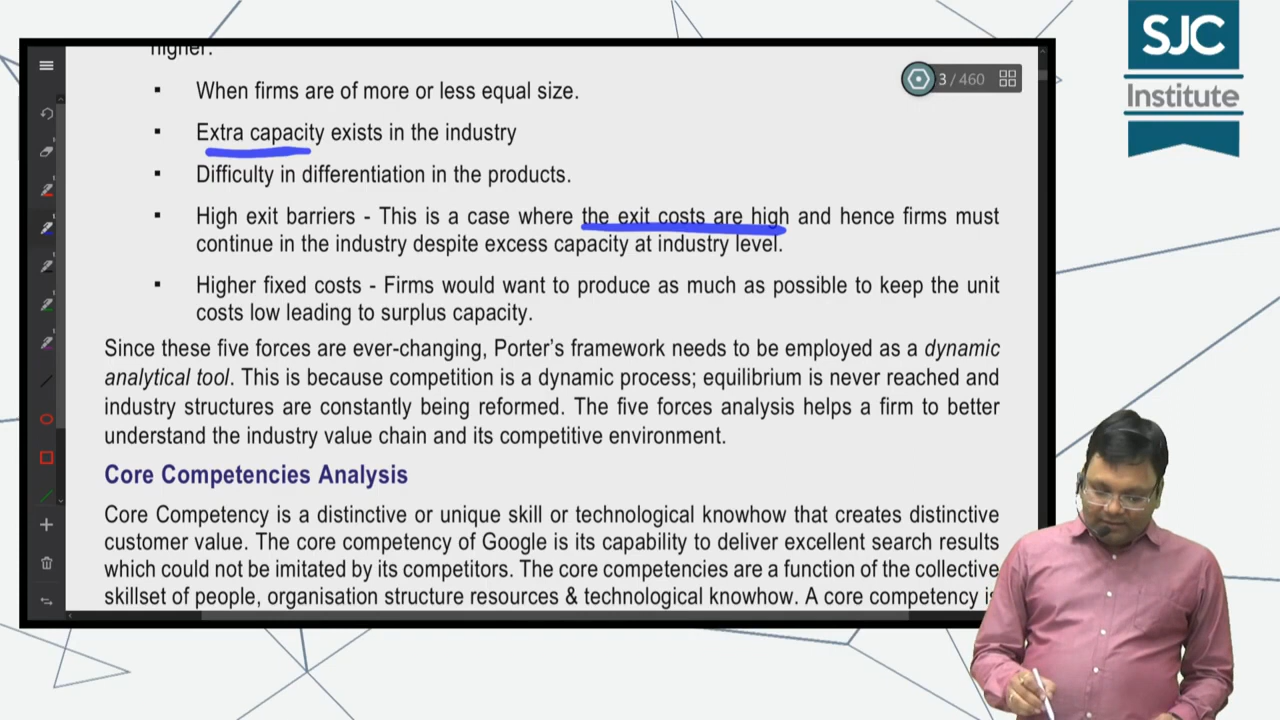 higher.
3 / 460
▪ When firms are of more or less equal size.
▪ Extra capacity exists in the industry
▪ Difficulty in differentiation in the products.
▪ High exit barriers - This is a case where the exit costs are high and hence firms must
continue in the industry despite excess capacity at industry level.
▪ Higher fixed costs - Firms would want to produce as much as possible to keep the unit
costs low leading to surplus capacity.
Since these five forces are ever-changing, Porter's framework needs to be employed as a dynamic
analytical tool. This is because competition is a dynamic process; equilibrium is never reached and
industry structures are constantly being reformed. The five forces analysis helps a firm to better
understand the industry value chain and its competitive environment.
Core Competencies Analysis
Core Competency is a distinctive or unique skill or technological knowhow that creates distinctive
customer value. The core competency of Google is its capability to deliver excellent search results
which could not be imitated by its competitors. The core competencies are a function of the collective
skillset of people, organisation structure resources & technological knowhow. A core competency is
SJC
Institute